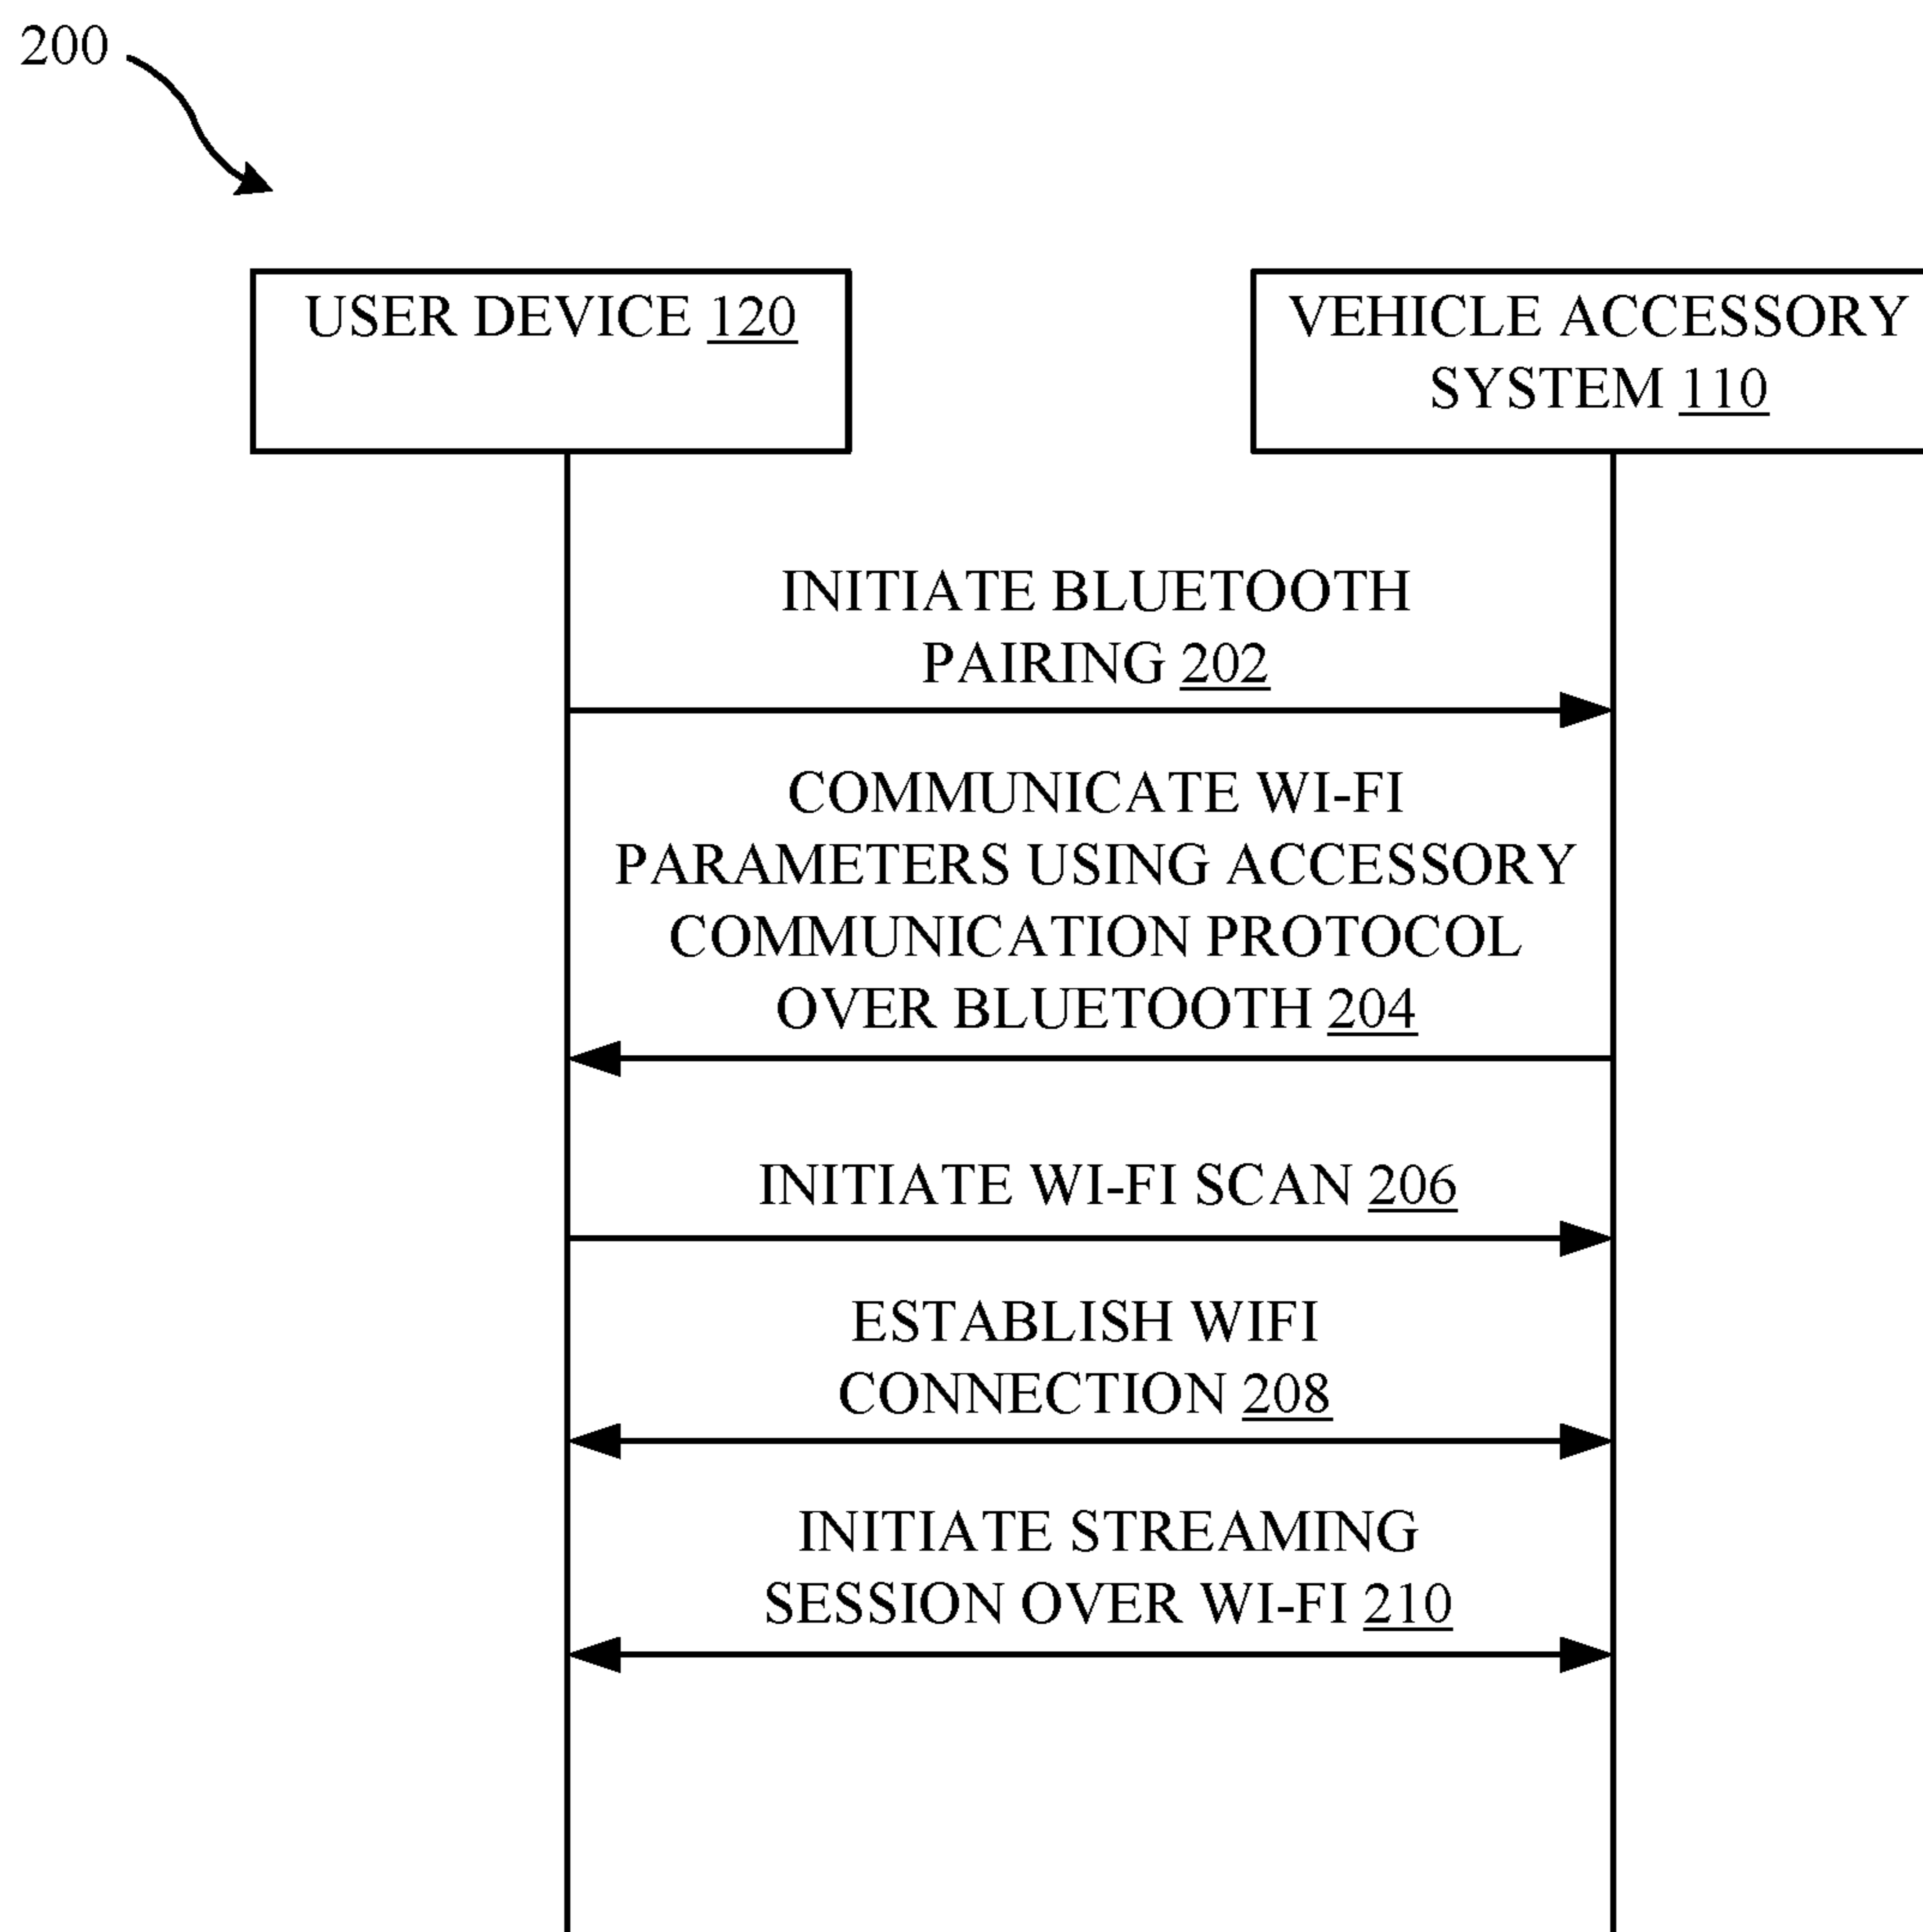 200
USER DEVICE 120
VEHICLE ACCESSORY
SYSTEM 110
INITIATE BLUETOOTH
PAIRING 202
COMMUNICATE WI-FI
PARAMETERS USING ACCESSORY
COMMUNICATION PROTOCOL
OVER BLUETOOTH 204
INITIATE WI-FI SCAN 206
ESTABLISH WIFI
CONNECTION 208
INITIATE STREAMING
SESSION OVER WI-FI 210